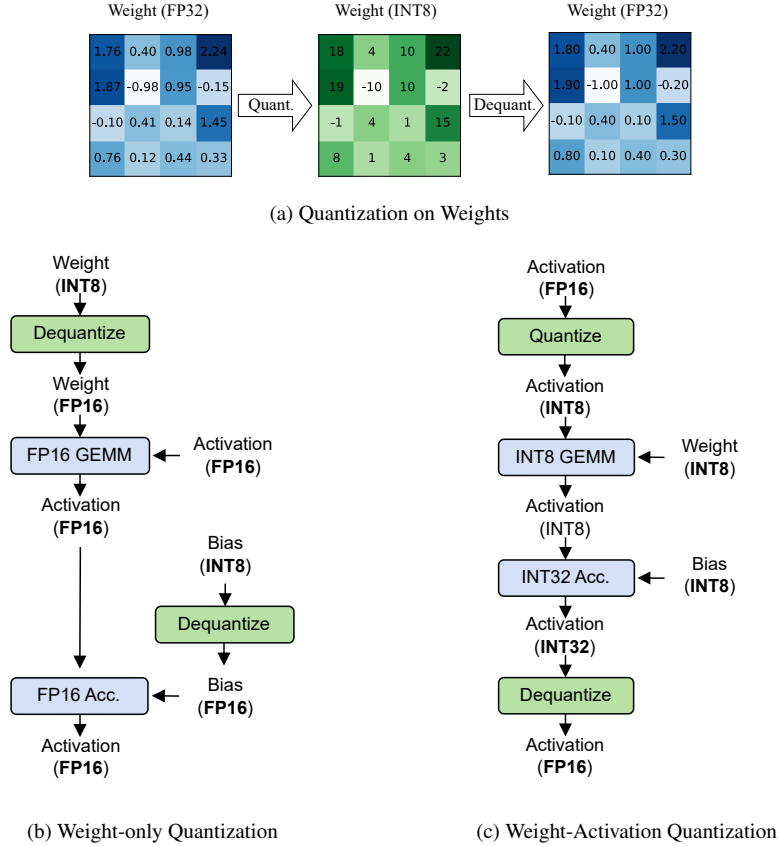 Weight (FP32) Weight (INT8) Weight (FP32)
1.76 0.40 0.98 2.24 18 4 10 22 1.80 0.40 1.00 2.20
1.87 -0.98 0.95 -0.15 19 -10 10 -2 1.90 -1.00 1.00 -0.20
Quant. Dequant.
-0.10 0.41 0.14 1.45 -1 4 1 15 -0.10 0.40 0.10 1.50
0.76 0.12 0.44 0.33 8 1 4 3 0.80 0.10 0.40 0.30
(a) Quantization on Weights
Weight
(INT8)
Dequantize
Weight
(FP16)
FP16 GEMM
Activation
(FP16)
Activation
(FP16)
Bias
(INT8)
Dequantize
Bias
(FP16)
FP16 Acc.
Activation
(FP16)
(b) Weight-only Quantization
Activation
(FP16)
Quantize
Activation
(INT8)
INT8 GEMM
Weight
(INT8)
Activation
(INT8)
INT32 Acc.
Bias
(INT8)
Activation
(INT32)
Dequantize
Activation
(FP16)
(c) Weight-Activation Quantization